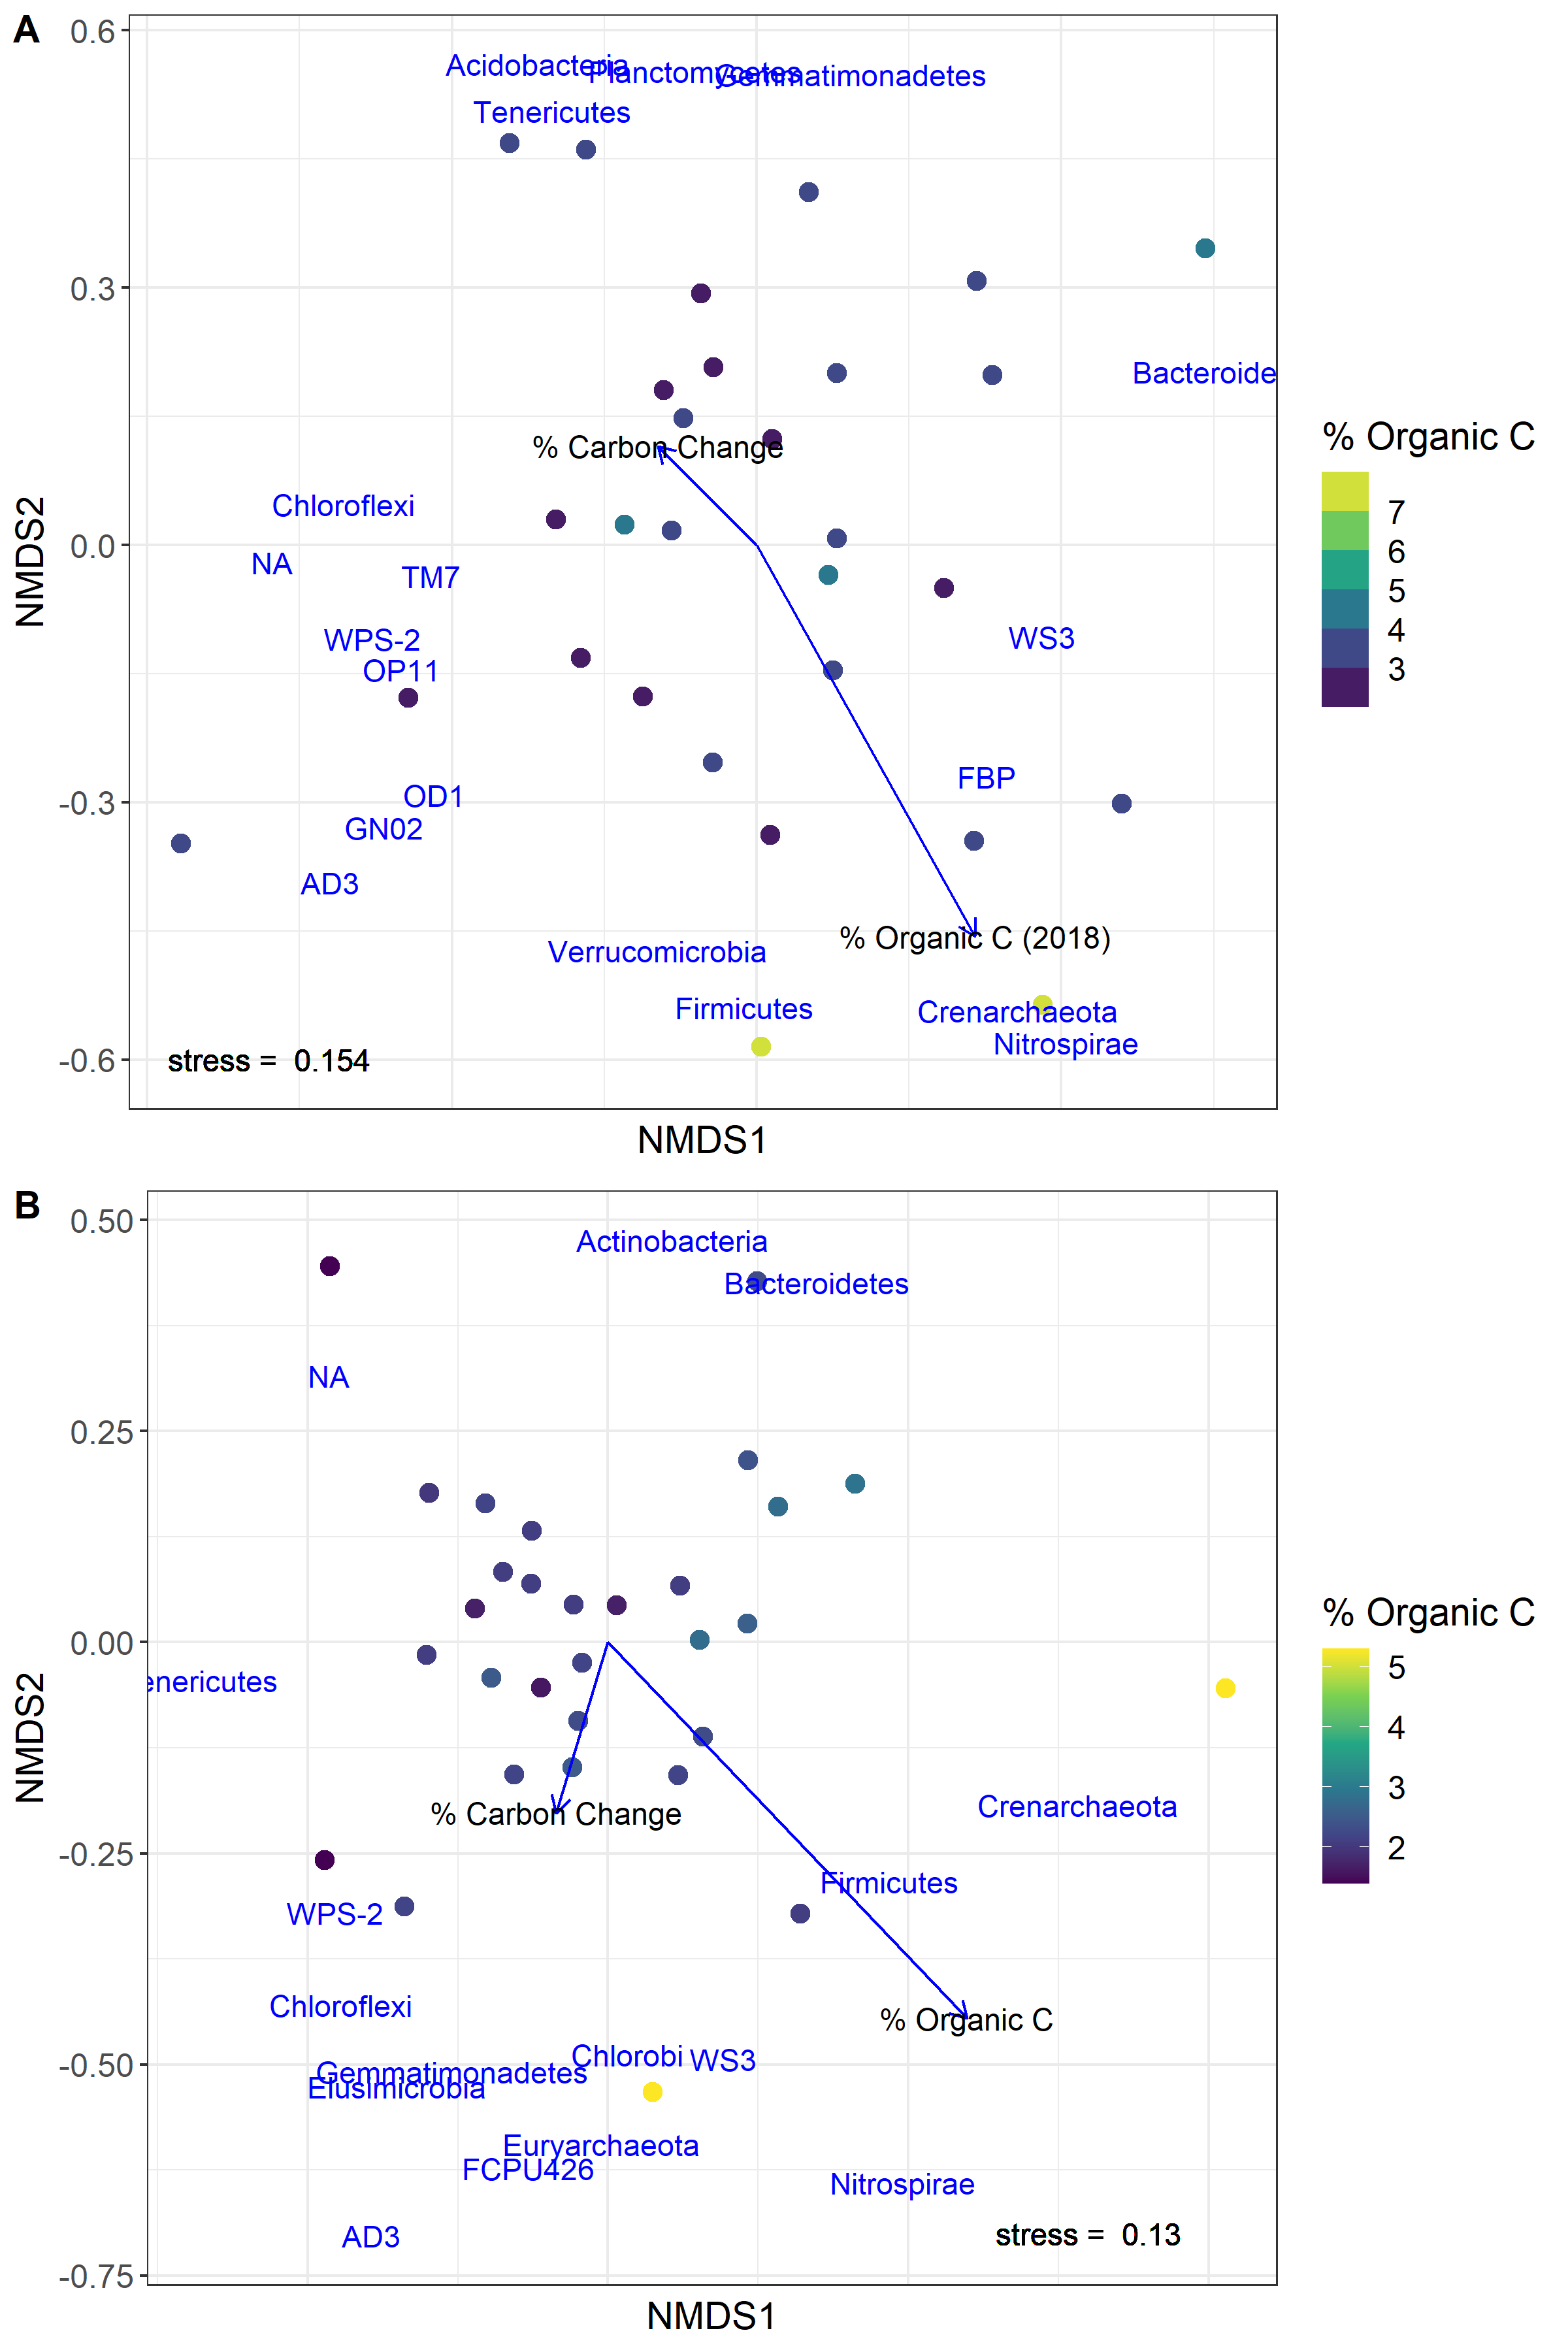 A
0.6
Acidobacteria
Planctomycetes
Gemmatimonadetes
Tenericutes
0.3
Bacteroide
% Carbon Change
Chloroflexi
0.0
NA
TM7
WPS-2
WS3
OP11
NMDS2
FBP
-0.3
OD1
GN02
AD3
% Organic C (2018)
Verrucomicrobia
Firmicutes
Crenarchaeota
Nitrospirae
-0.6
stress = 0.154
NMDS1
% Organic C
7
6
5
4
3
B
0.50
Actinobacteria
Bacteroidetes
NA
0.25
0.00
enericutes
NMDS2
% Carbon Change
Crenarchaeota
-0.25
Firmicutes
WPS-2
Chloroflexi
% Organic C
Chlorobi
WS3
-0.50
Gemmatimonadetes
Elusimicrobia
Euryarchaeota
FCPU426
Nitrospirae
AD3
stress = 0.13
-0.75
NMDS1
% Organic C
5
4
3
2